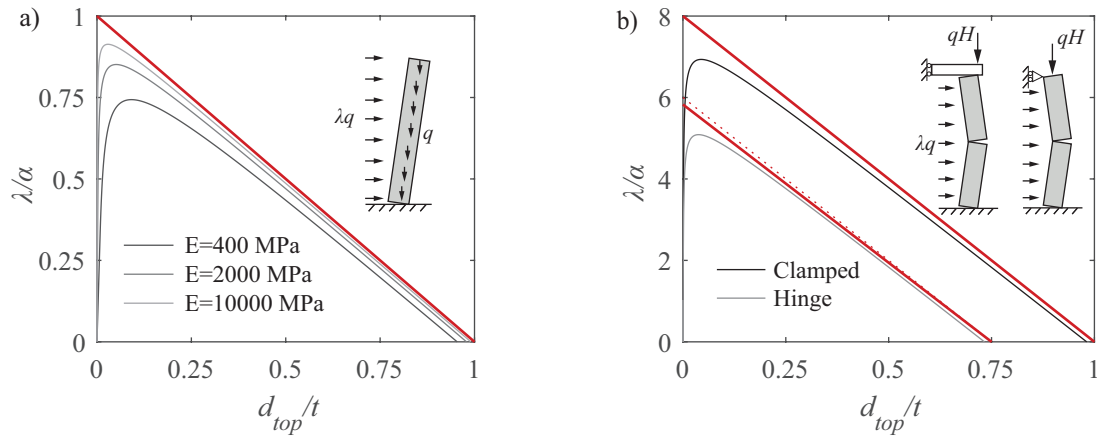 a)
1
0.75
0.5
0.25
0
λ/α
λq
q
E=400 MPa
E=2000 MPa
E=10000 MPa
0 0.25 0.5 0.75 1
d_top/t
b)
8
6
4
2
0
λ/α
qH qH
λq
Clamped
Hinge
0 0.25 0.5 0.75 1
d_top/t